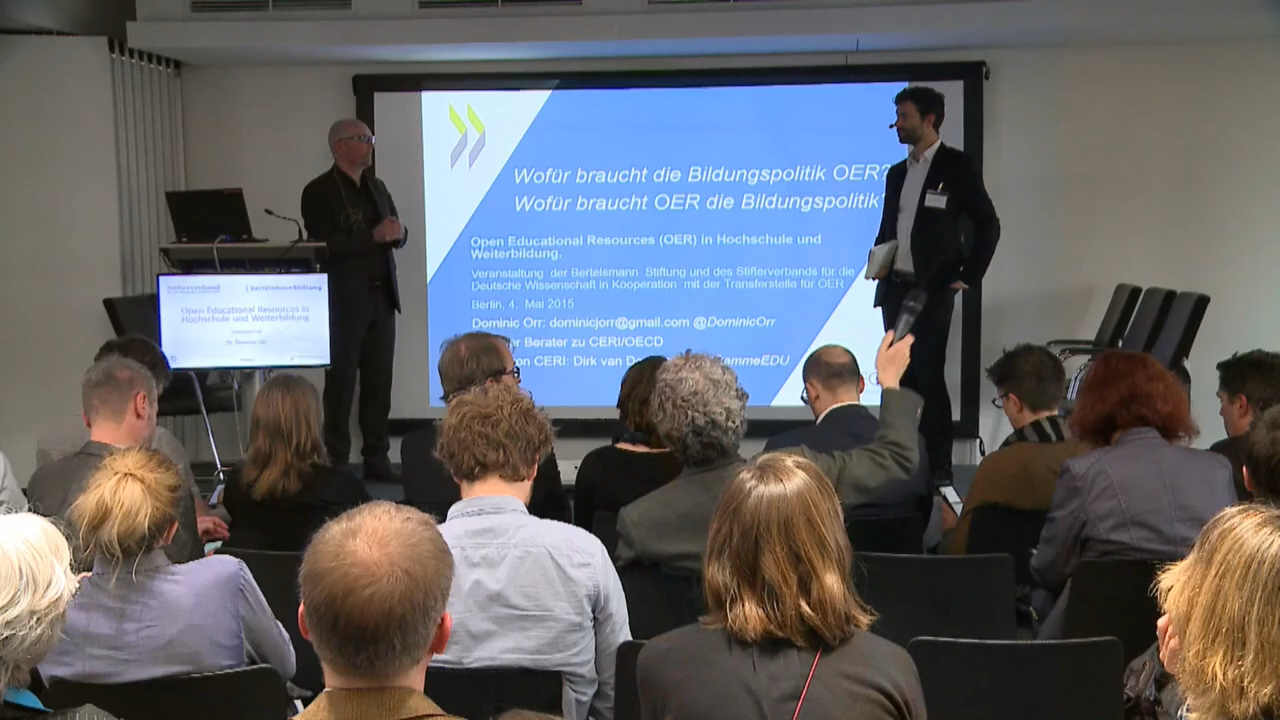 Wofür braucht die Bildungspolitik OER?
Wofür braucht OER die Bildungspolitik?
Open Educational Resources (OER) in Hochschule und
Weiterbildung.
Veranstaltung der Bertelsmann Stiftung und des Stifterverbands für die
Deutsche Wissenschaft in Kooperation mit der Transferstelle für OER
Berlin, 4. Mai 2015
Dominic Orr: dominicjorr@gmail.com @DominicOrr
Berater zu CERI/OECD
CERI: Dirk van
Stifterverband | BertelsmannStiftung
Open Educational Resources in
Hochschule und Weiterbildung